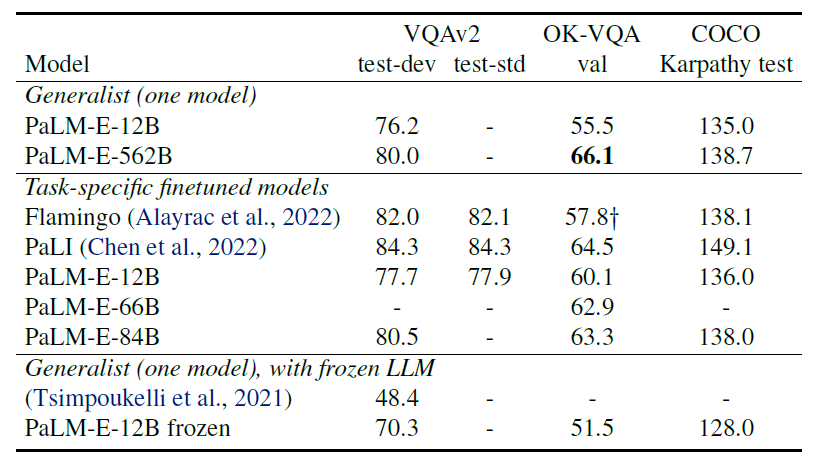 VQAv2 OK-VQA COCO
Model test-dev test-std val Karpathy test
Generalist (one model)
PaLM-E-12B 76.2 - 55.5 135.0
PaLM-E-562B 80.0 - 66.1 138.7
Task-specific finetuned models
Flamingo (Alayrac et al., 2022) 82.0 82.1 57.8† 138.1
PaLI (Chen et al., 2022) 84.3 84.3 64.5 149.1
PaLM-E-12B 77.7 77.9 60.1 136.0
PaLM-E-66B - - 62.9 -
PaLM-E-84B 80.5 - 63.3 138.0
Generalist (one model), with frozen LLM
(Tsimpoukelli et al., 2021) 48.4 - - -
PaLM-E-12B frozen 70.3 - 51.5 128.0